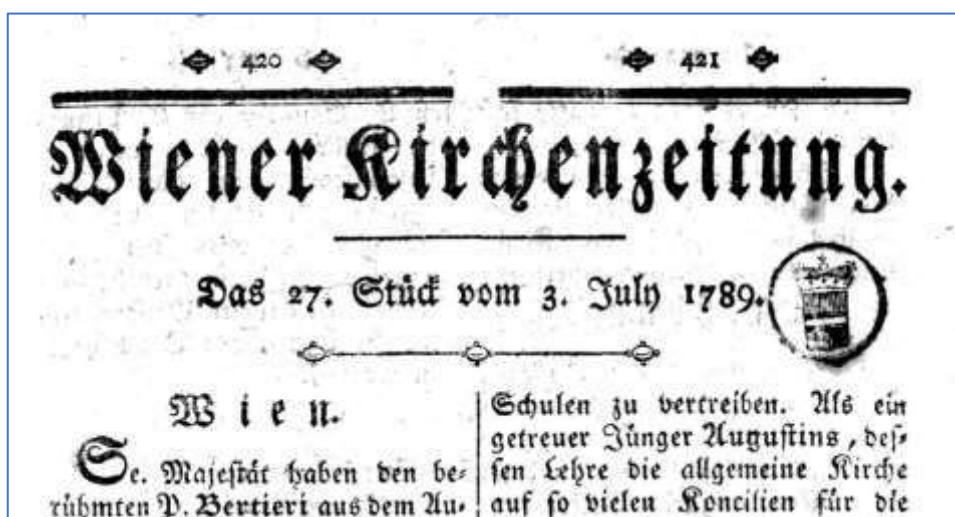 420
421
Wiener Kirchenzeitung.
Das 27. Stück vom 3. July 1789.
Wien.
Se. Majestät haben den be-
rühmten P. Bertieri aus dem Au-
Schulen zu vertreiben. Als ein
getreuer Jünger Augustins, des-
sen Lehre die allgemeine Kirche
auf so vielen Koncilien für die